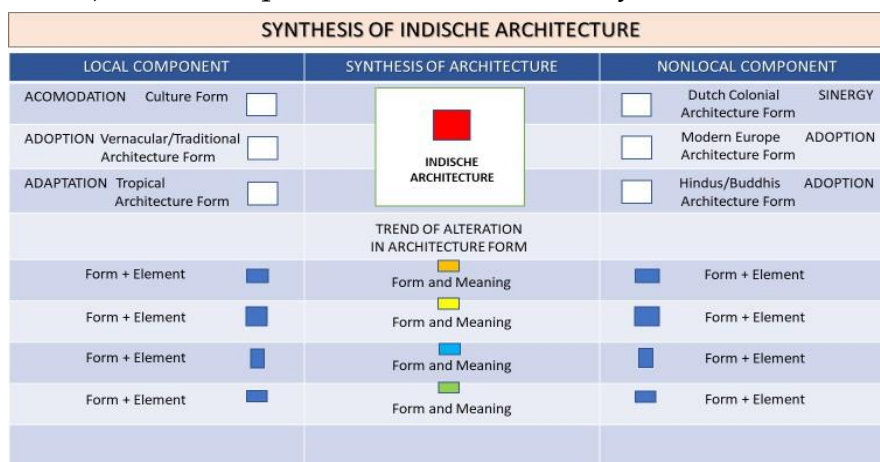 SYNTHESIS OF INDISCHE ARCHITECTURE
LOCAL COMPONENT SYNTHESIS OF ARCHITECTURE NONLOCAL COMPONENT
ACOMODATION Culture Form
ADOPTION Vernacular/Traditional
Architecture Form
ADAPTATION Tropical
Architecture Form
INDISCHE
ARCHITECTURE
Dutch Colonial SINERGY
Architecture Form
Modern Europe ADOPTION
Architecture Form
Hindus/Buddhis ADOPTION
Architecture Form
TREND OF ALTERATION
IN ARCHITECTURE FORM
Form + Element Form and Meaning Form + Element
Form + Element Form and Meaning Form + Element
Form + Element Form and Meaning Form + Element
Form + Element Form and Meaning Form + Element